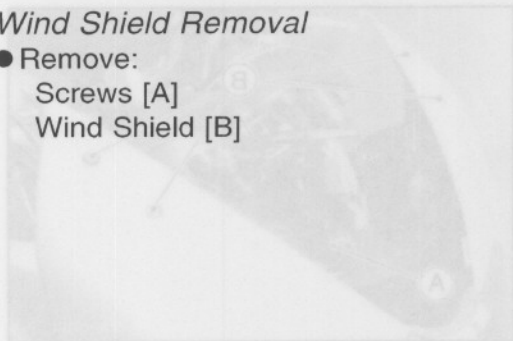 Wind Shield Removal
● Remove:
Screws [A]
Wind Shield [B]
B
A